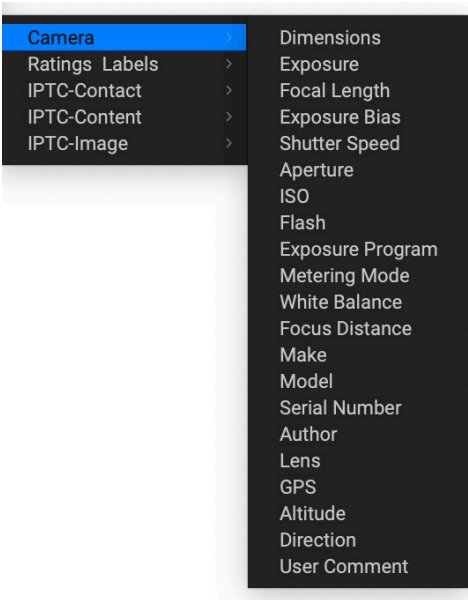 Camera
Ratings Labels
IPTC-Contact
IPTC-Content
IPTC-Image
Dimensions
Exposure
Focal Length
Exposure Bias
Shutter Speed
Aperture
ISO
Flash
Exposure Program
Metering Mode
White Balance
Focus Distance
Make
Model
Serial Number
Author
Lens
GPS
Altitude
Direction
User Comment